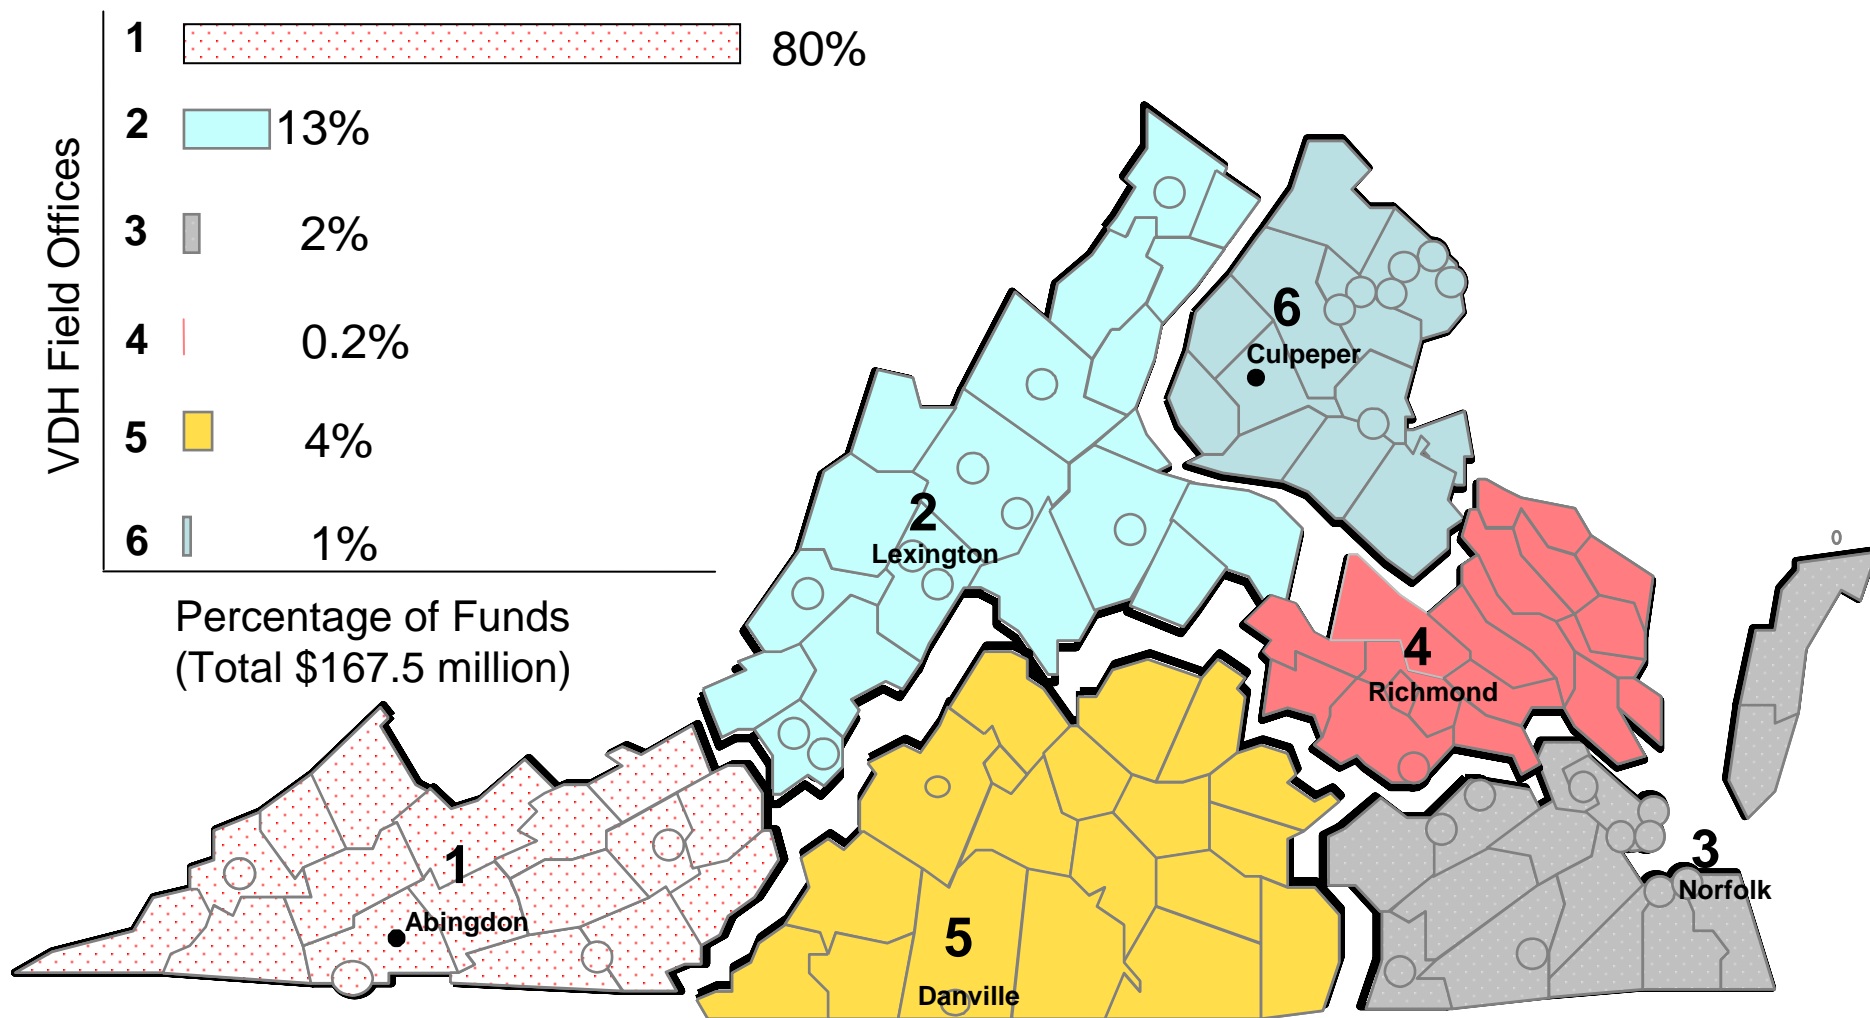 VDH Field Offices
1 80%
2 13%
3 2%
4 0.2%
5 4%
6 1%
Percentage of Funds
(Total $167.5 million)
6
Culpeper
2
Lexington
4
Richmond
1
Abingdon
3
Norfolk
5
Danville
0